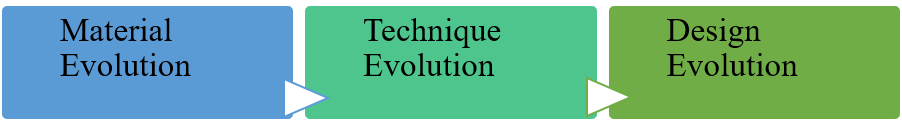 Material
Evolution
Technique
Evolution
Design
Evolution